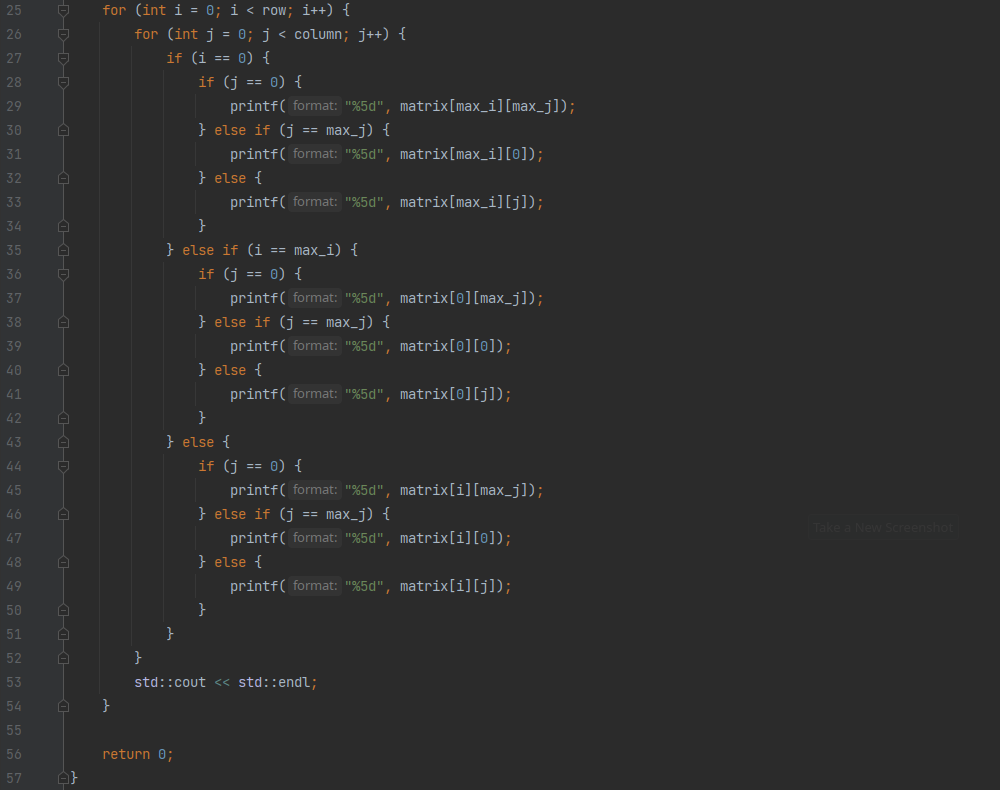 25 for (int i = 0; i < row; i++) {
26 for (int j = 0; j < column; j++) {
27 if (i == 0) {
28 if (j == 0) {
29 printf( format: "%5d", matrix[max_i][max_j]);
30 } else if (j == max_j) {
31 printf( format: "%5d", matrix[max_i][0]);
32 } else {
33 printf( format: "%5d", matrix[max_i][j]);
34 }
35 } else if (i == max_i) {
36 if (j == 0) {
37 printf( format: "%5d", matrix[0][max_j]);
38 } else if (j == max_j) {
39 printf( format: "%5d", matrix[0][0]);
40 } else {
41 printf( format: "%5d", matrix[0][j]);
42 }
43 } else {
44 if (j == 0) {
45 printf( format: "%5d", matrix[i][max_j]);
46 } else if (j == max_j) {
Take a New Screenshot
47 printf( format: "%5d", matrix[i][0]);
48 } else {
49 printf( format: "%5d", matrix[i][j]);
50 }
51 }
52 }
53 std::cout << std::endl;
54 }
55
56 return 0;
57 }